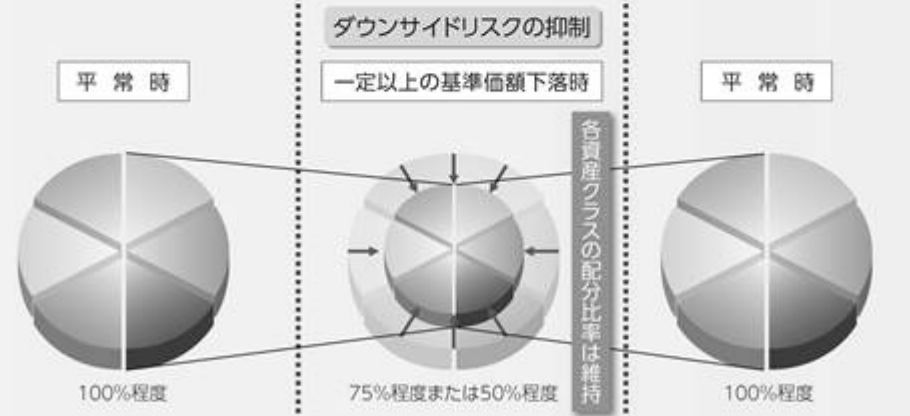 ダウンサイドリスクの抑制
平常時
一定以上の基準価額下落時
平常時
各資産クラスの配分比率は維持
100%程度
75%程度または50%程度
100%程度